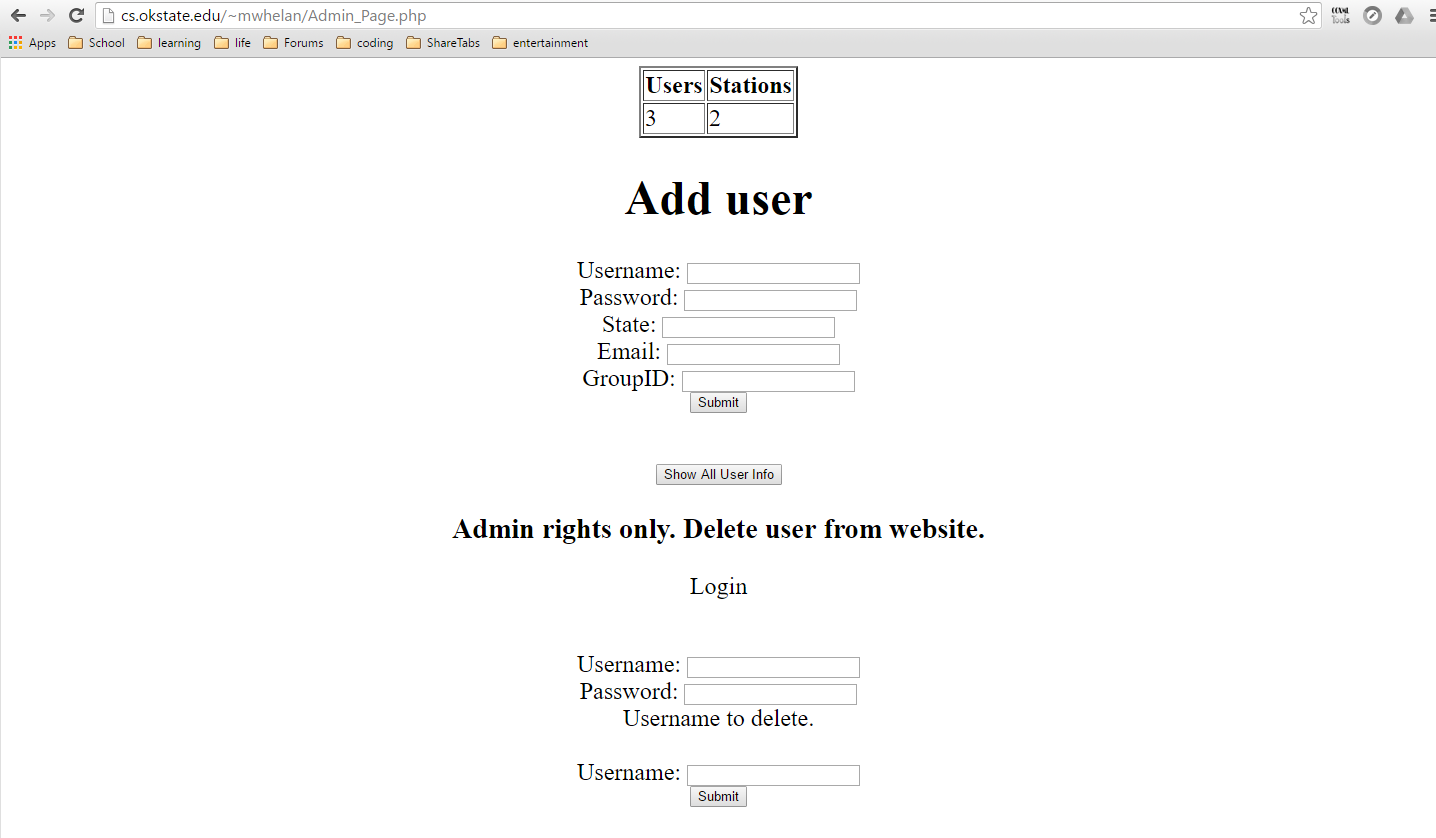 cs.okstate.edu/~mwhelan/Admin_Page.php
Apps School learning life Forums coding ShareTabs entertainment
Users Stations
3 2
Add user
Username:
Password:
State:
Email:
GroupID:
Submit
Show All User Info
Admin rights only. Delete user from website.
Login
Username:
Password:
Username to delete.
Username:
Submit